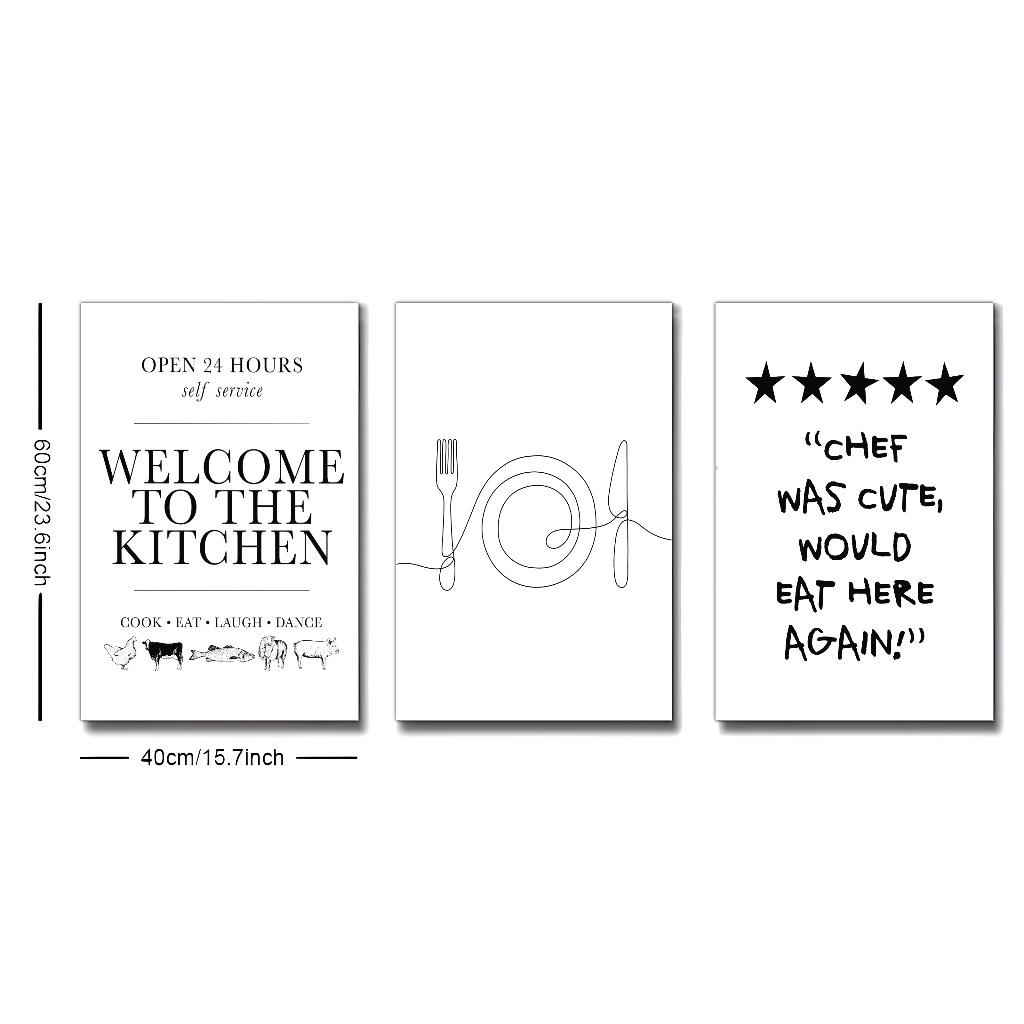 OPEN 24 HOURS
self service
WELCOME
TO THE
KITCHEN
COOK • EAT • LAUGH • DANCE
“CHEF
WAS CUTE,
WOULD
EAT HERE
AGAIN!”
60cm/23.6inch
40cm/15.7inch